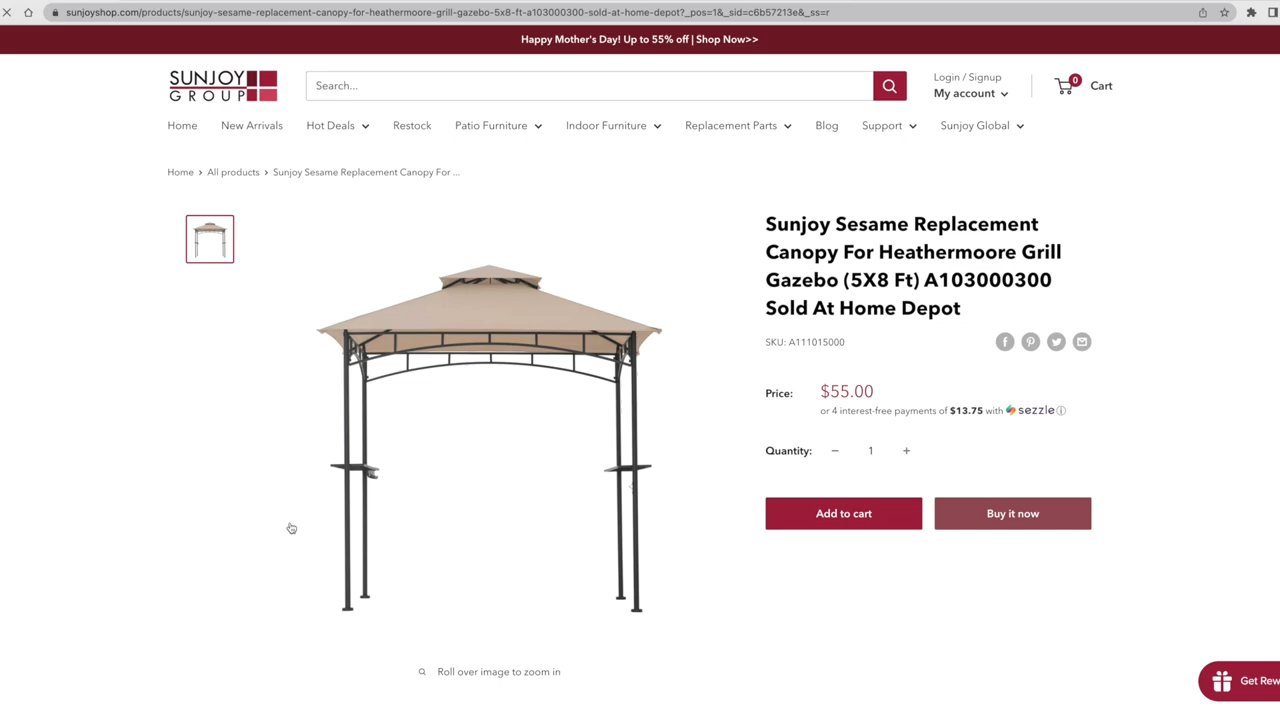 sunjoyshop.com/products/sunjoy-sesame-replacement-canopy-for-heathermoore-grill-gazebo-5x8-ft-a103000300-sold-at-home-depot?_pos=1&_sid=c6b57213e&_ss=r
Happy Mother's Day! Up to 55% off | Shop Now>>
SUNJOY
GROUP
Search...
Login / Signup
My account
0
Cart
Home New Arrivals Hot Deals Restock Patio Furniture Indoor Furniture Replacement Parts Blog Support Sunjoy Global
Home > All products > Sunjoy Sesame Replacement Canopy For ...
Sunjoy Sesame Replacement
Canopy For Heathermoore Grill
Gazebo (5X8 Ft) A103000300
Sold At Home Depot
SKU: A111015000
Price: $55.00
or 4 interest-free payments of $13.75 with sezzle
Quantity: − 1 +
Add to cart Buy it now
Roll over image to zoom in
Get Rew